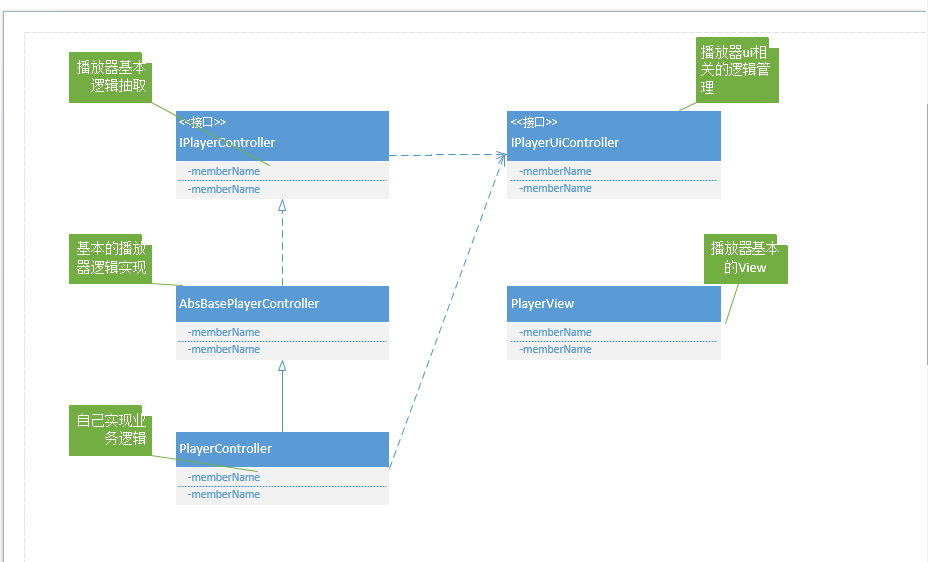 播放器基本
逻辑抽取
<<接口>>
IPlayerController
-memberName
-memberName
播放器ui相
关的逻辑管
理
<<接口>>
IPlayerUiController
-memberName
-memberName
基本的播放
器逻辑实现
AbsBasePlayerController
-memberName
-memberName
播放器基本
的View
PlayerView
-memberName
-memberName
自己实现业
务逻辑
PlayerController
-memberName
-memberName